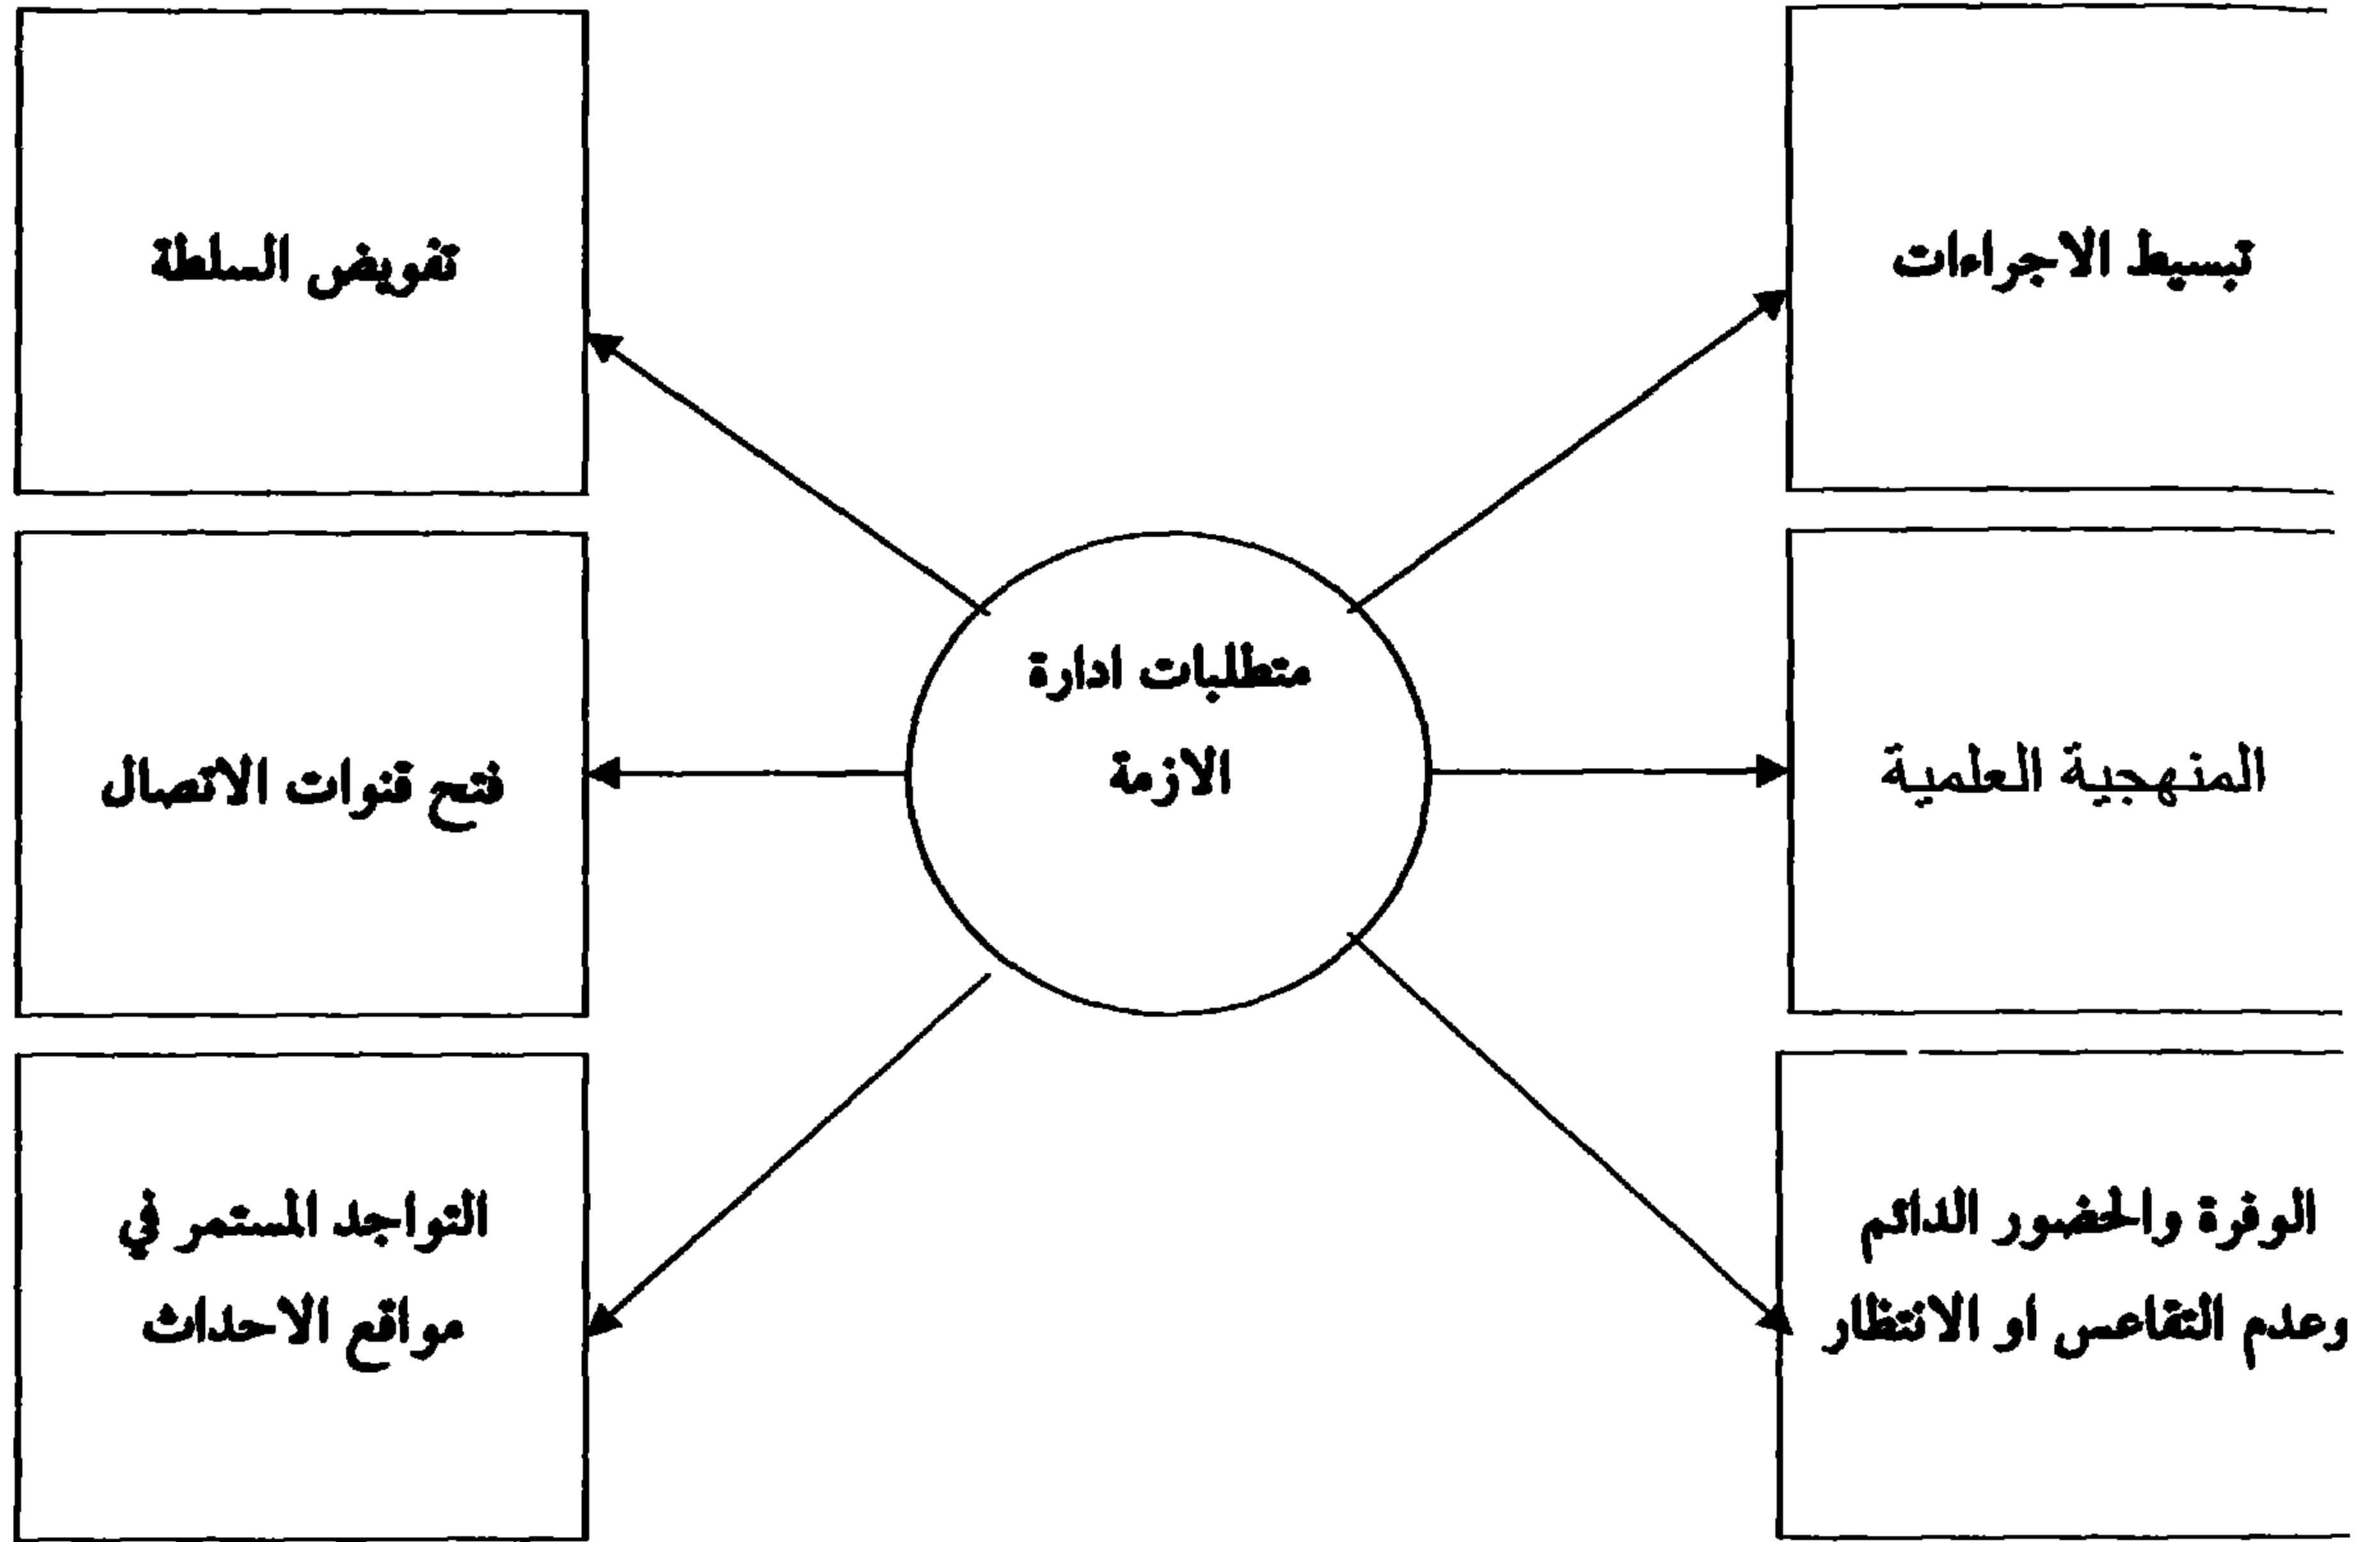 تبسيط الاجراءات
تفويض السلطة
متطلبات ادارة
الازمة
المنهجية العلمية
فتح قنوات الاتصال
الوفرة والحضور الدائم
وعدم التقاعس او الانتظار
التواجد المستمر في
مواقع الاحداث